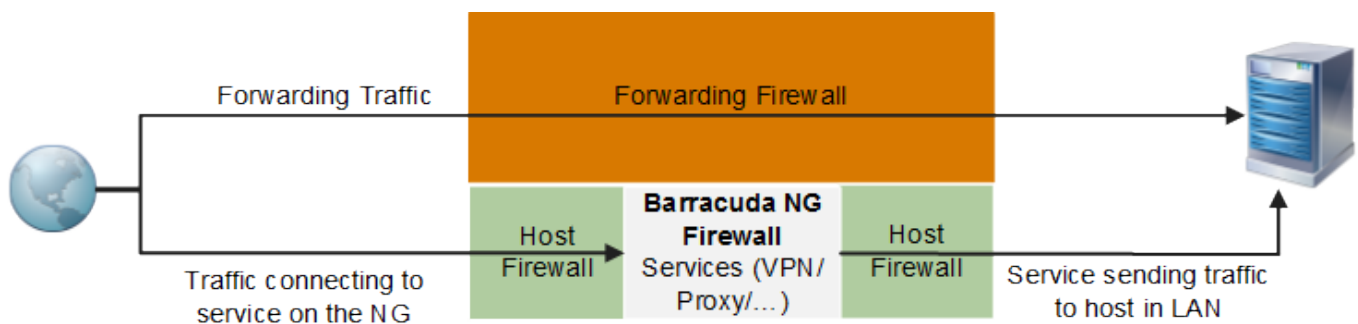 Forwarding Traffic
Forwarding Firewall
Host
Firewall
Barracuda NG
Firewall
Services (VPN/
Proxy/...)
Host
Firewall
Traffic connecting to
service on the NG
Service sending traffic
to host in LAN